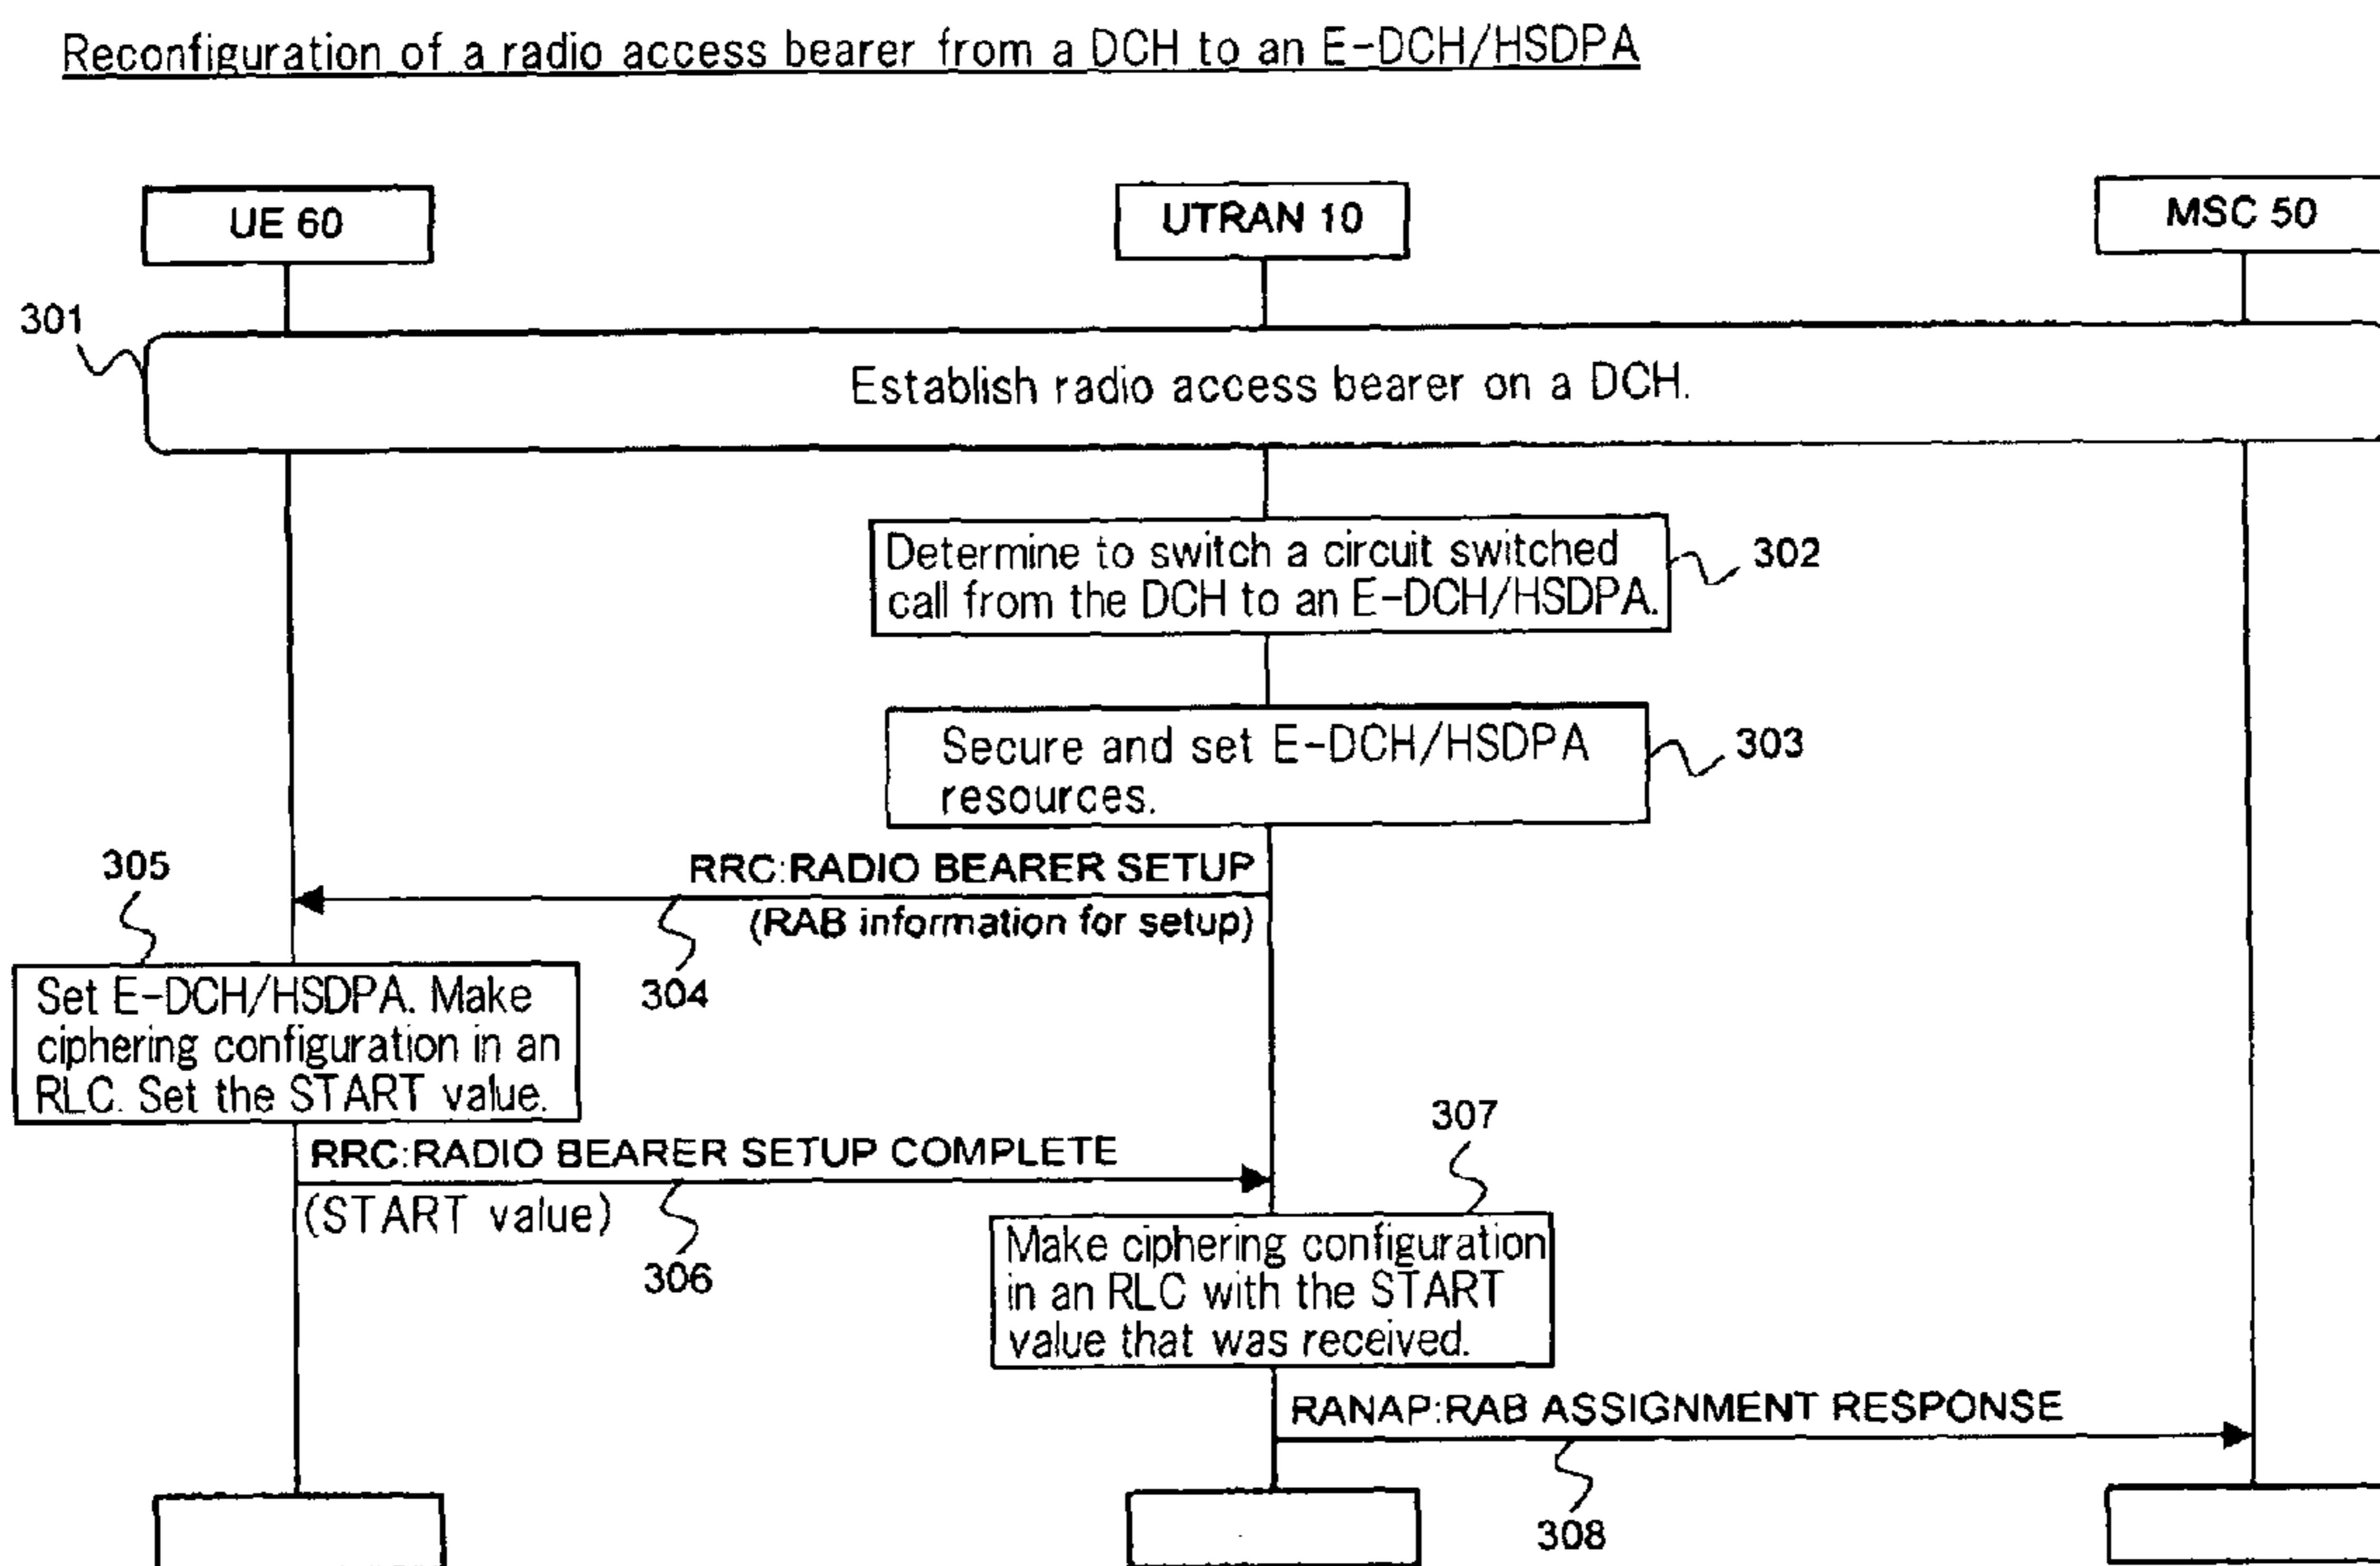 Reconfiguration of a radio access bearer from a DCH to an E-DCH/HSDPA
UE 60
UTRAN 10
MSC 50
301
Establish radio access bearer on a DCH.
Determine to switch a circuit switched
call from the DCH to an E-DCH/HSDPA.
302
Secure and set E-DCH/HSDPA
resources.
303
RRC:RADIO BEARER SETUP
(RAB information for setup)
304
305
Set E-DCH/HSDPA. Make
ciphering configuration in an
RLC. Set the START value.
RRC:RADIO BEARER SETUP COMPLETE
(START value)
306
307
Make ciphering configuration
in an RLC with the START
value that was received.
RANAP:RAB ASSIGNMENT RESPONSE
308